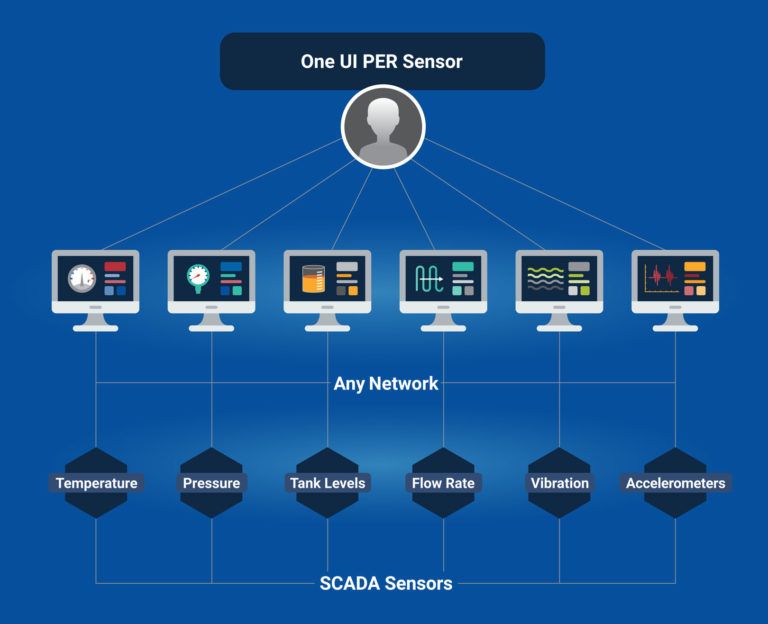 One UI PER Sensor
Any Network
Temperature
Pressure
Tank Levels
Flow Rate
Vibration
Accelerometers
SCADA Sensors